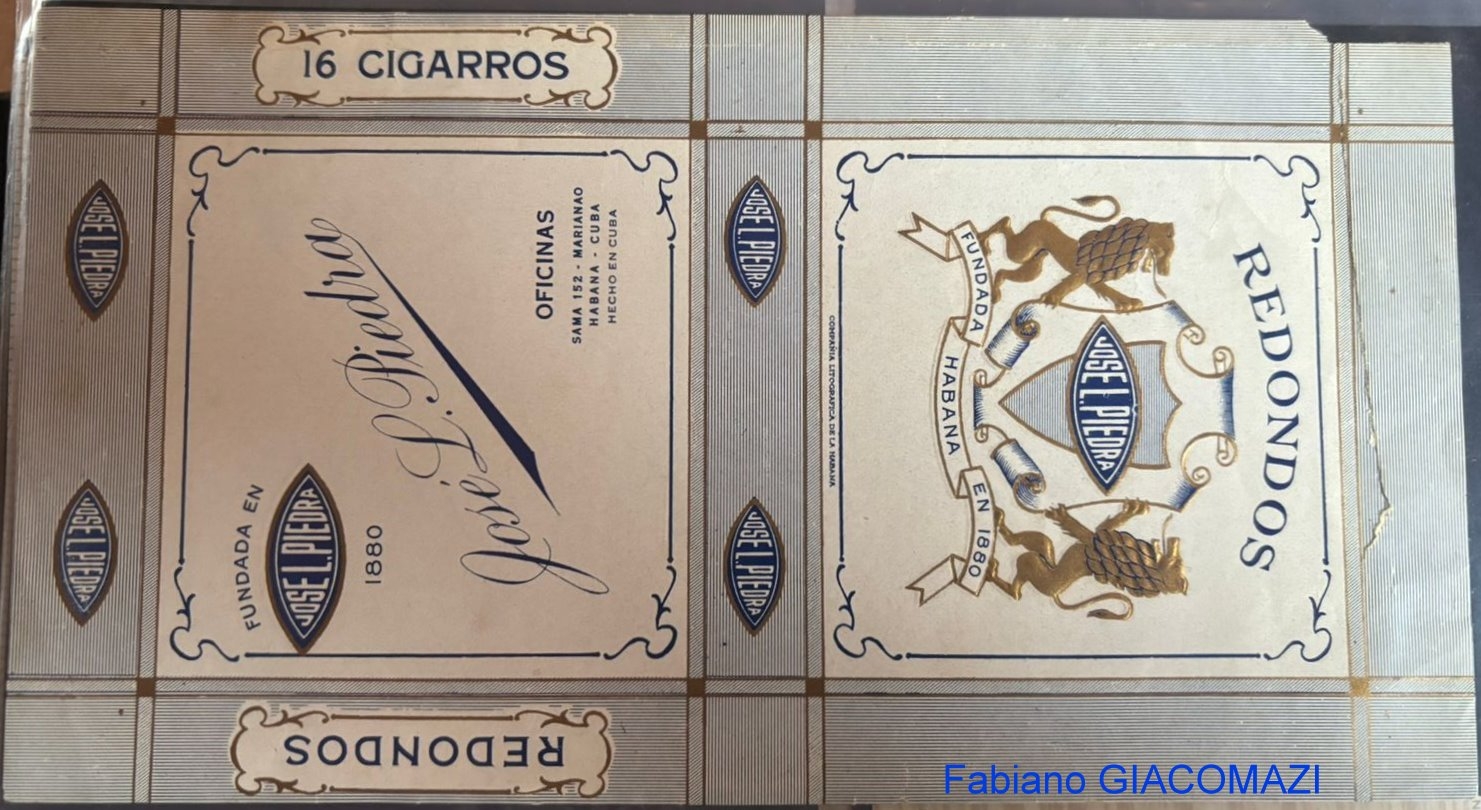 16 CIGARROS
JOSE L. PIEDRA
JOSE L. PIEDRA
FUNDADA EN
JOSE L. PIEDRA
1880
José L. Piedra
OFICINAS
SAMA 152 - MARIANAO
HABANA - CUBA
HECHO EN CUBA
REDONDOS
JOSE L. PIEDRA
JOSE L. PIEDRA
REDONDOS
JOSE L. PIEDRA
FUNDADA HABANA EN 1880
COMPAÑIA LITOGRAFICA DE LA HABANA
Fabiano GIACOMAZI